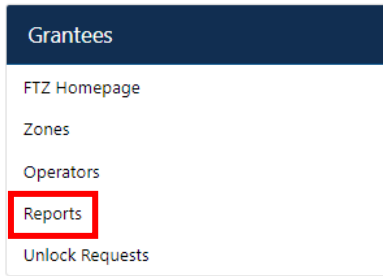 Grantees
FTZ Homepage
Zones
Operators
Reports
Unlock Requests